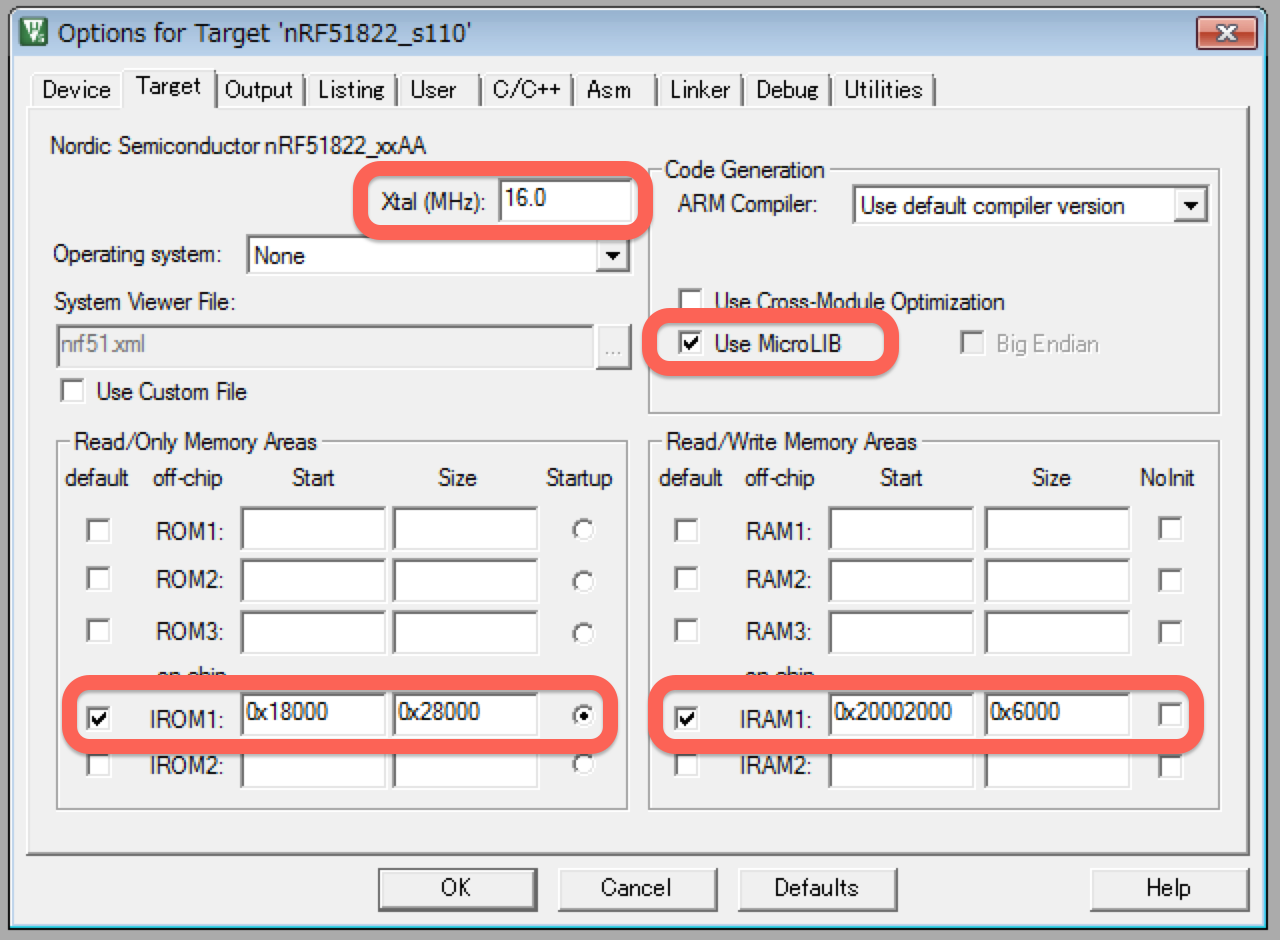 Options for Target 'nRF51822_s110'
Device Target Output Listing User C/C++ Asm Linker Debug Utilities
Nordic Semiconductor nRF51822_xxAA
Xtal (MHz): 16.0
Operating system: None
System Viewer File:
nrf51.xml ...
Use Custom File
Code Generation
ARM Compiler: Use default compiler version
Use Cross-Module Optimization
Use MicroLIB Big Endian
Read/Only Memory Areas
default off-chip Start Size Startup
ROM1:
ROM2:
ROM3:
on-chip
IROM1: 0x18000 0x28000
IROM2:
Read/Write Memory Areas
default off-chip Start Size NoInit
RAM1:
RAM2:
RAM3:
on-chip
IRAM1: 0x20002000 0x6000
IRAM2:
OK Cancel Defaults Help